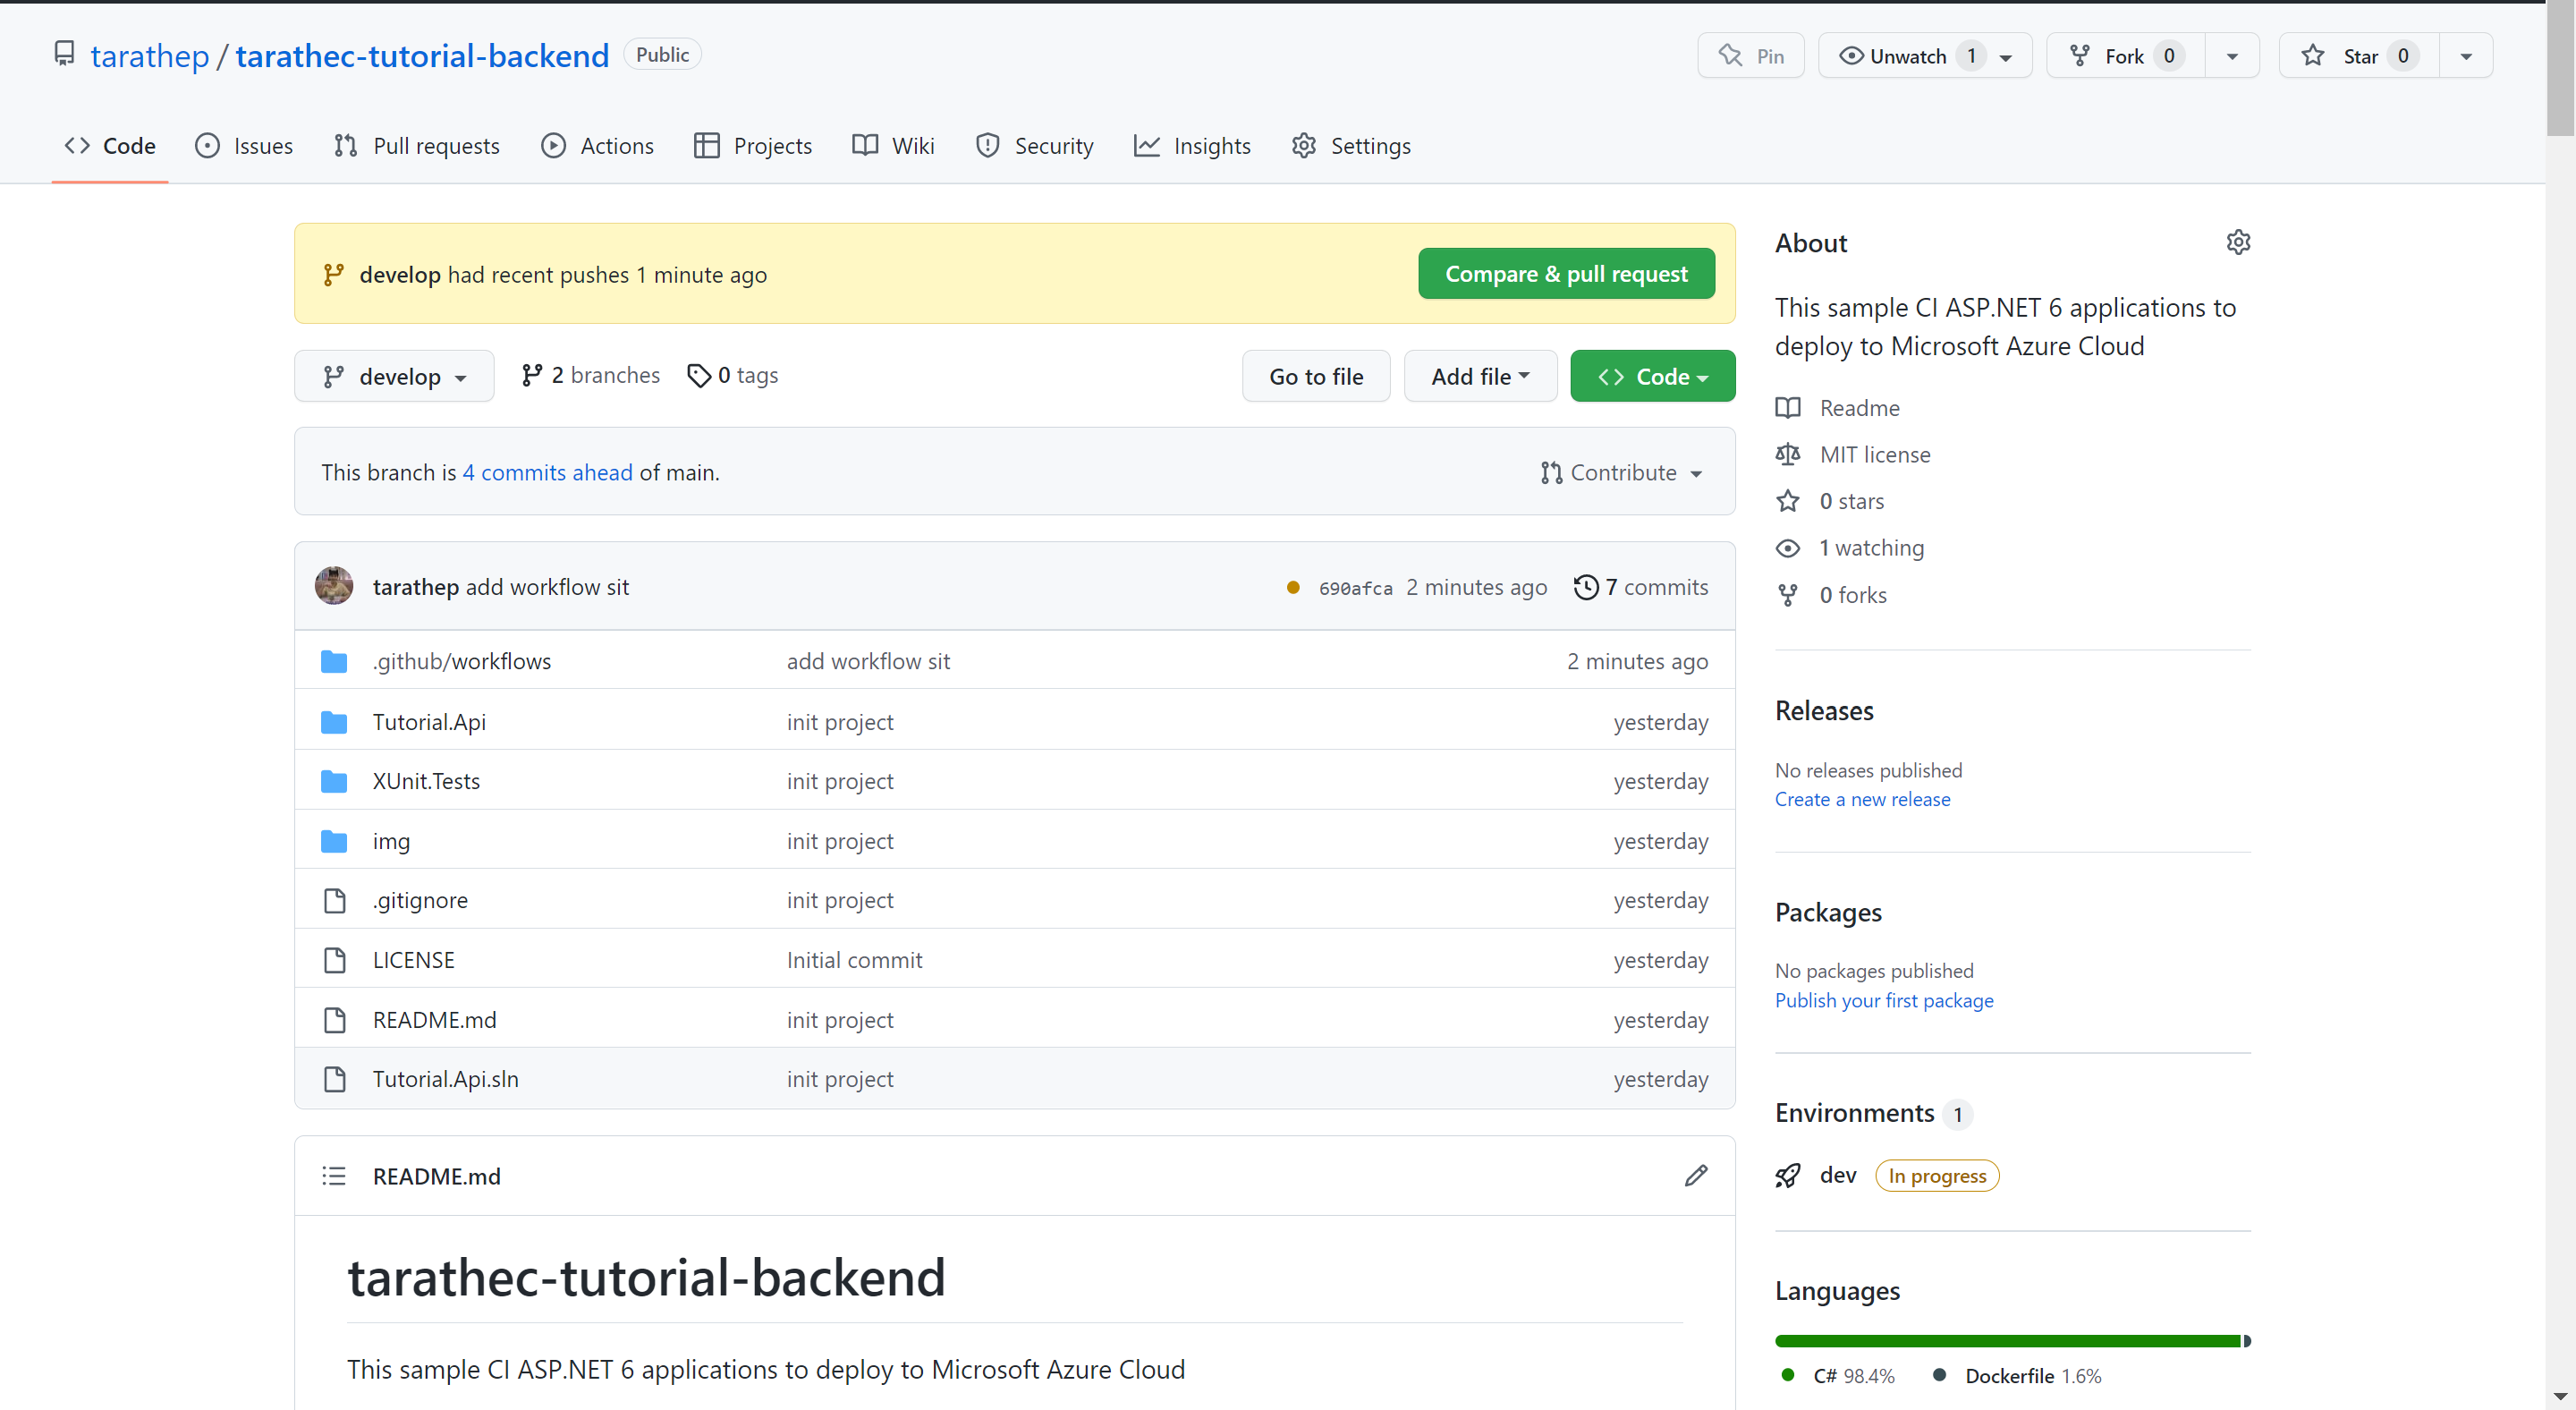 tarathep / tarathec-tutorial-backend Public
Pin Unwatch 1 Fork 0 Star 0
Code Issues Pull requests Actions Projects Wiki Security Insights Settings
develop had recent pushes 1 minute ago Compare & pull request
develop 2 branches 0 tags Go to file Add file Code
This branch is 4 commits ahead of main. Contribute
tarathep add workflow sit 690afca 2 minutes ago 7 commits
.github/workflows add workflow sit 2 minutes ago
Tutorial.Api init project yesterday
XUnit.Tests init project yesterday
img init project yesterday
.gitignore init project yesterday
LICENSE Initial commit yesterday
README.md init project yesterday
Tutorial.Api.sln init project yesterday
README.md
tarathec-tutorial-backend
This sample CI ASP.NET 6 applications to deploy to Microsoft Azure Cloud
About
This sample CI ASP.NET 6 applications to
deploy to Microsoft Azure Cloud
Readme
MIT license
0 stars
1 watching
0 forks
Releases
No releases published
Create a new release
Packages
No packages published
Publish your first package
Environments 1
dev In progress
Languages
C# 98.4% Dockerfile 1.6%